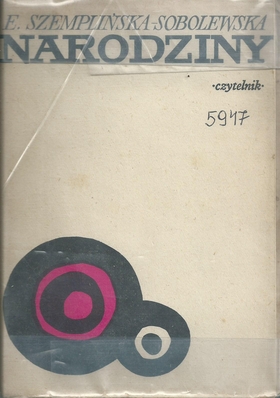 E. SZEMPLIŃSKA-SOBOLEWSKA
NARODZINY
·czytelnik·
5917